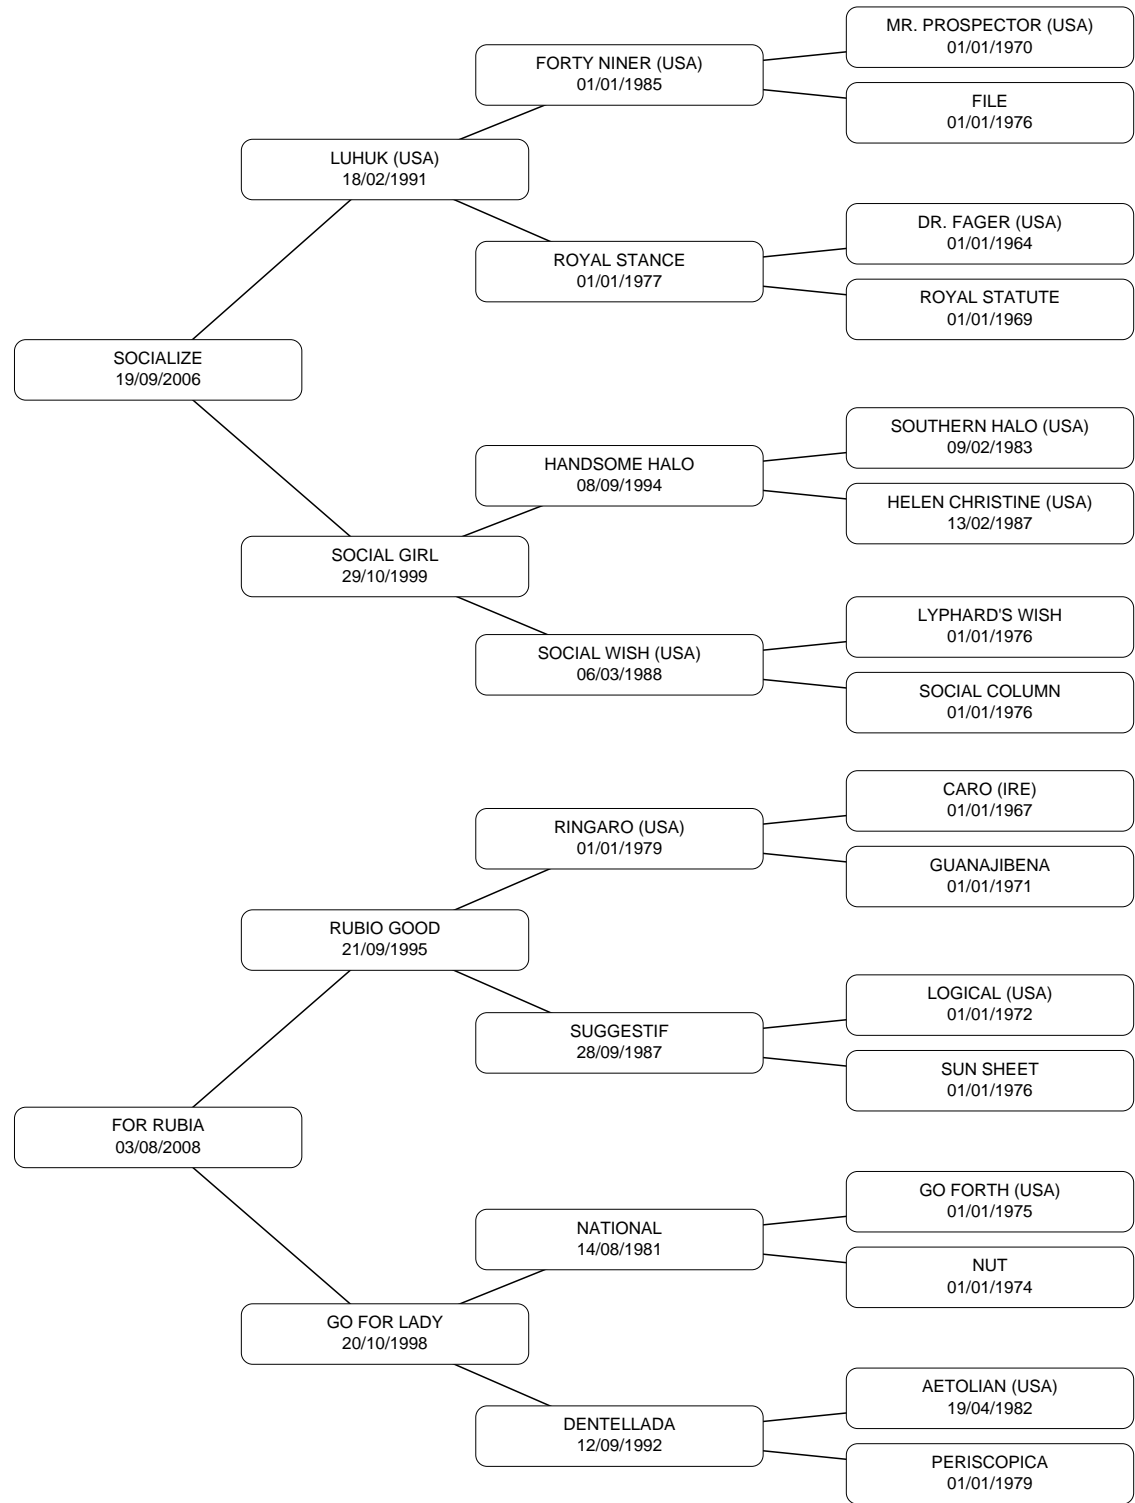 MR. PROSPECTOR (USA)
01/01/1970
FORTY NINER (USA)
01/01/1985
FILE
01/01/1976
LUHUK (USA)
18/02/1991
DR. FAGER (USA)
01/01/1964
ROYAL STANCE
01/01/1977
ROYAL STATUTE
01/01/1969
SOCIALIZE
19/09/2006
SOUTHERN HALO (USA)
09/02/1983
HANDSOME HALO
08/09/1994
HELEN CHRISTINE (USA)
13/02/1987
SOCIAL GIRL
29/10/1999
LYPHARD'S WISH
01/01/1976
SOCIAL WISH (USA)
06/03/1988
SOCIAL COLUMN
01/01/1976
CARO (IRE)
01/01/1967
RINGARO (USA)
01/01/1979
GUANAJIBENA
01/01/1971
RUBIO GOOD
21/09/1995
LOGICAL (USA)
01/01/1972
SUGGESTIF
28/09/1987
SUN SHEET
01/01/1976
FOR RUBIA
03/08/2008
GO FORTH (USA)
01/01/1975
NATIONAL
14/08/1981
NUT
01/01/1974
GO FOR LADY
20/10/1998
AETOLIAN (USA)
19/04/1982
DENTELLADA
12/09/1992
PERISCOPICA
01/01/1979